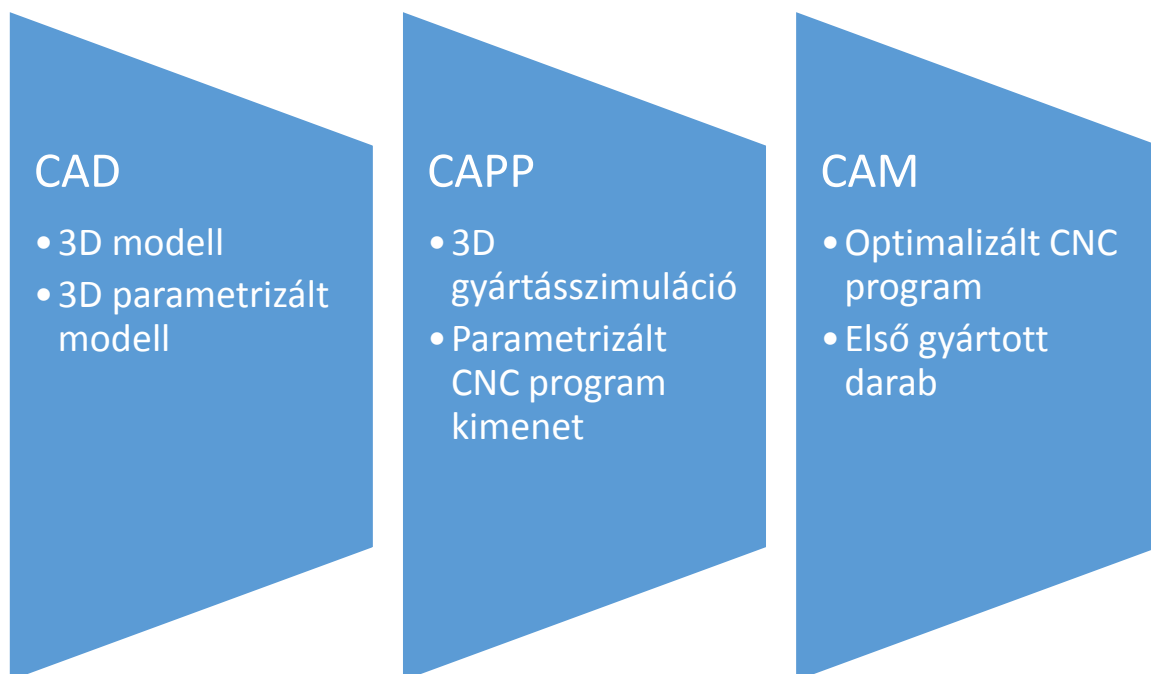 CAD
• 3D modell
• 3D parametrizált
modell
CAPP
• 3D
gyártásszimuláció
• Parametrizált
CNC program
kimenet
CAM
• Optimalizált CNC
program
• Első gyártott
darab